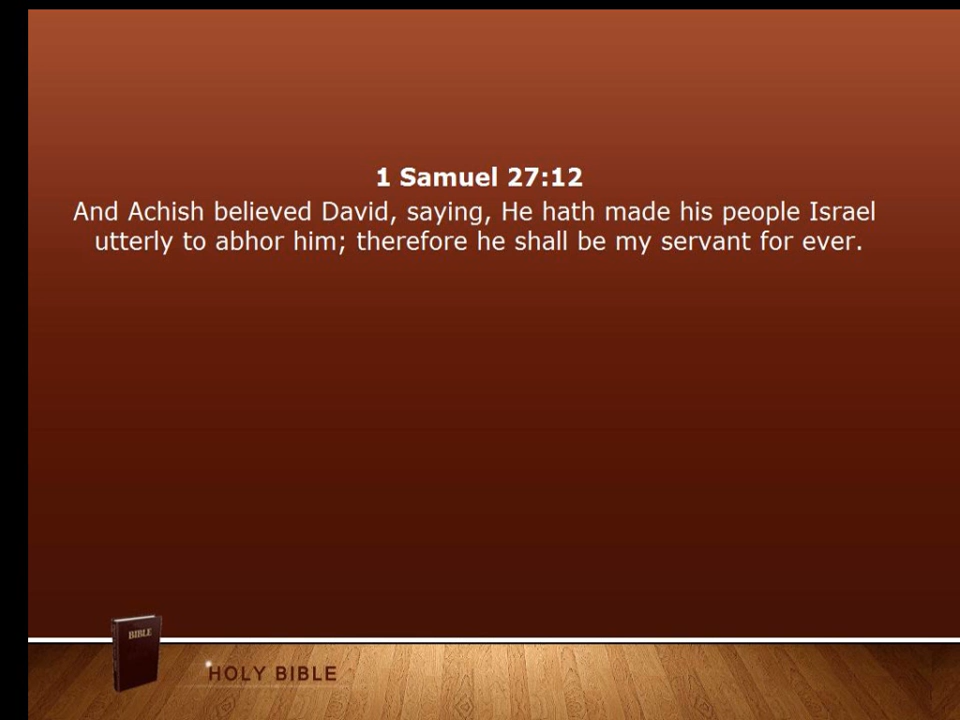 1 Samuel 27:12
And Achish believed David, saying, He hath made his people Israel
utterly to abhor him; therefore he shall be my servant for ever.
BIBLE
HOLY BIBLE